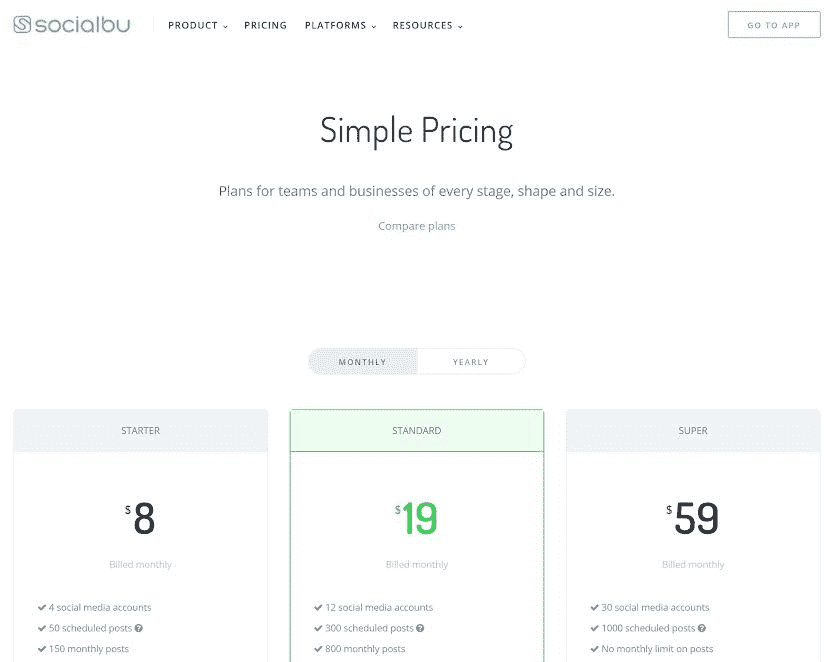 socialbu PRODUCT PRICING PLATFORMS RESOURCES GO TO APP
Simple Pricing
Plans for teams and businesses of every stage, shape and size.
Compare plans
MONTHLY YEARLY
STARTER STANDARD SUPER
$8 $19 $59
Billed monthly Billed monthly Billed monthly
4 social media accounts 12 social media accounts 30 social media accounts
50 scheduled posts 300 scheduled posts 1000 scheduled posts
150 monthly posts 800 monthly posts No monthly limit on posts